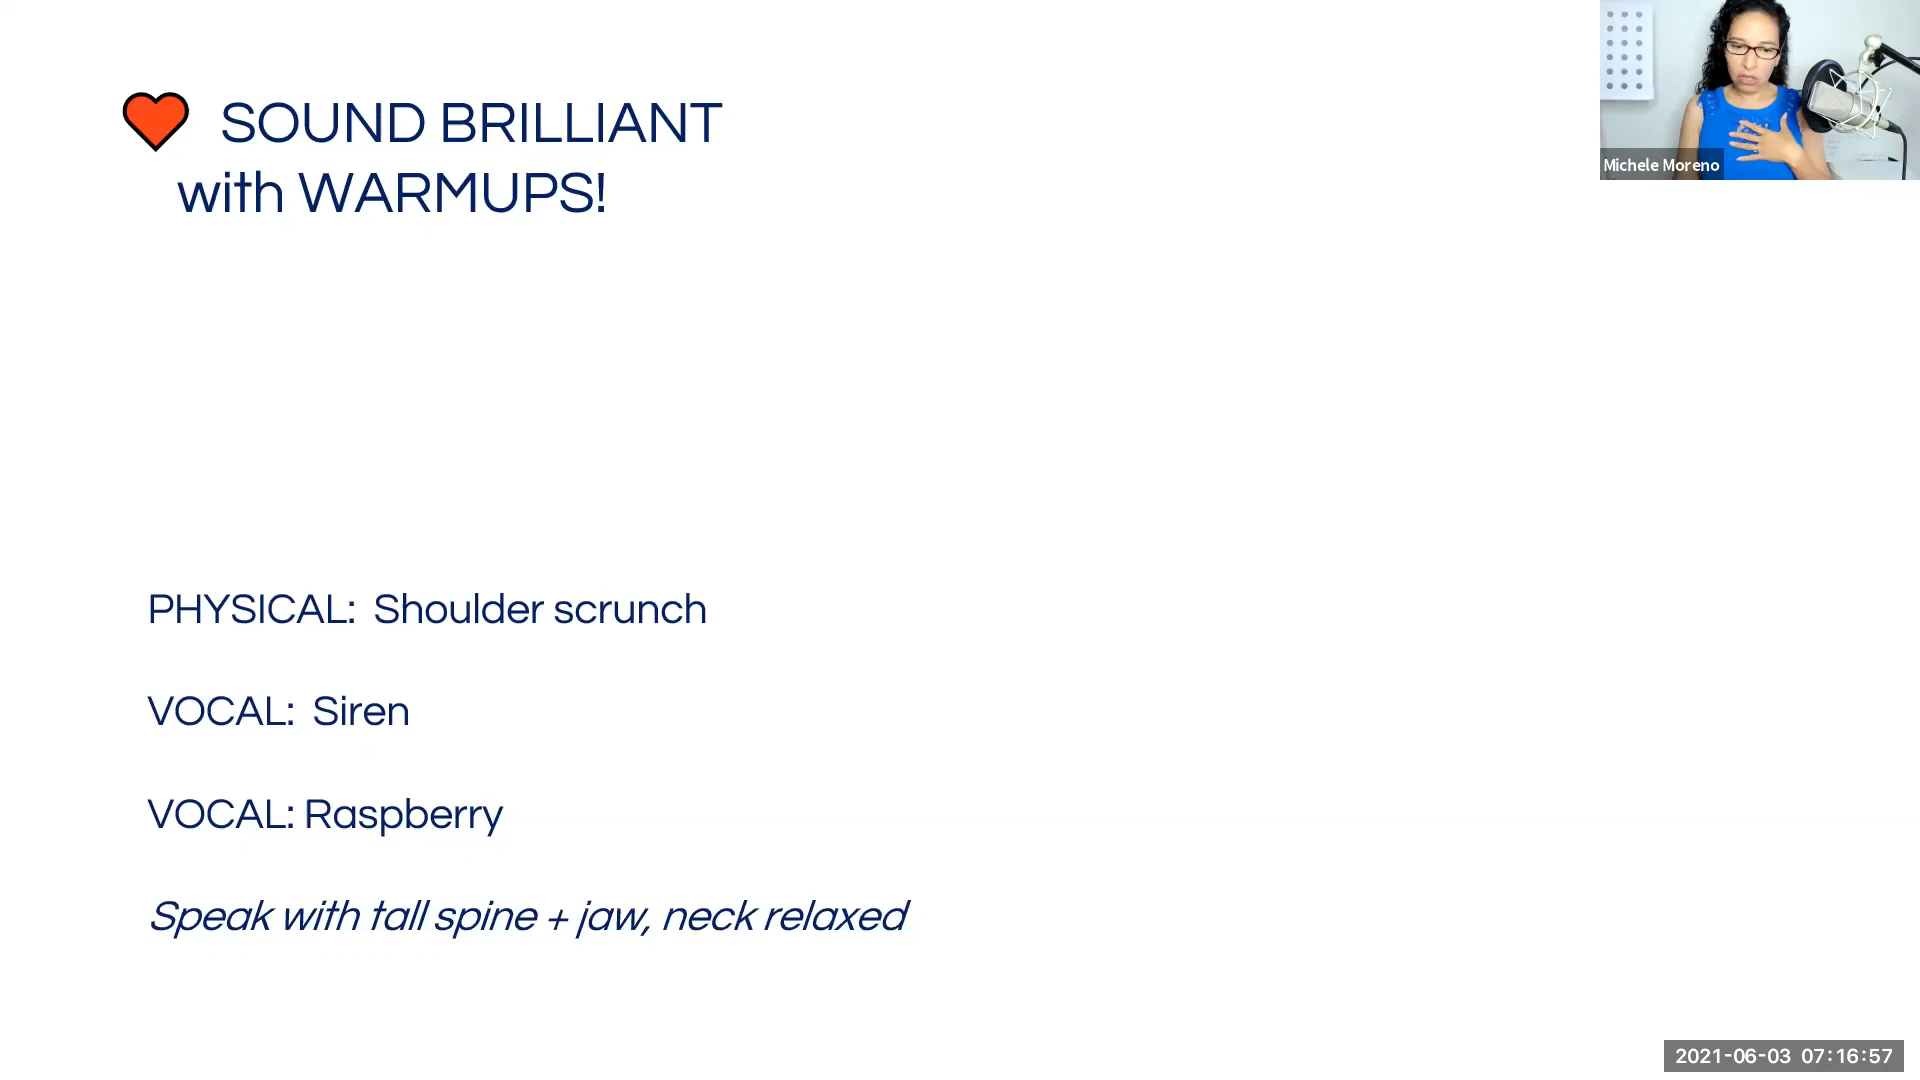 SOUND BRILLIANT
with WARMUPS!
Michele Moreno
PHYSICAL: Shoulder scrunch
VOCAL: Siren
VOCAL: Raspberry
Speak with tall spine + jaw, neck relaxed
2021-06-03 07:16:57